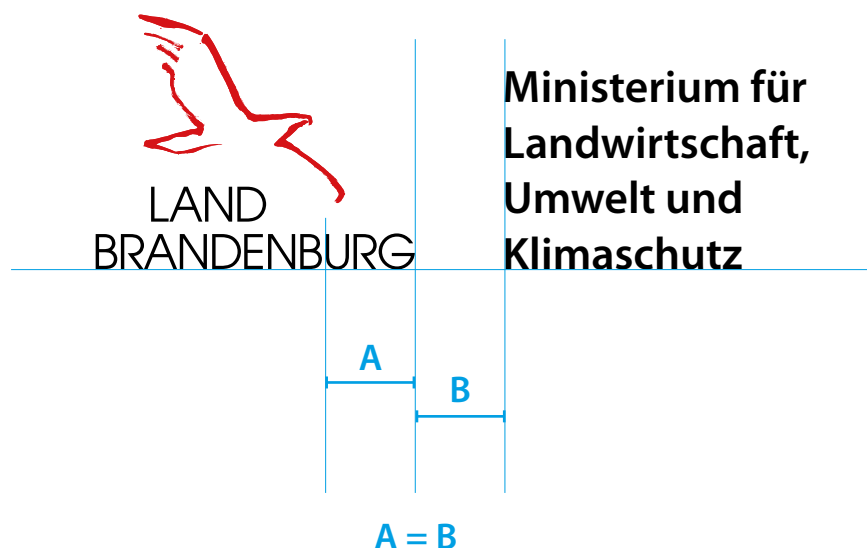 LAND
BRANDENBURG
Ministerium für
Landwirtschaft,
Umwelt und
Klimaschutz
A
B
A = B